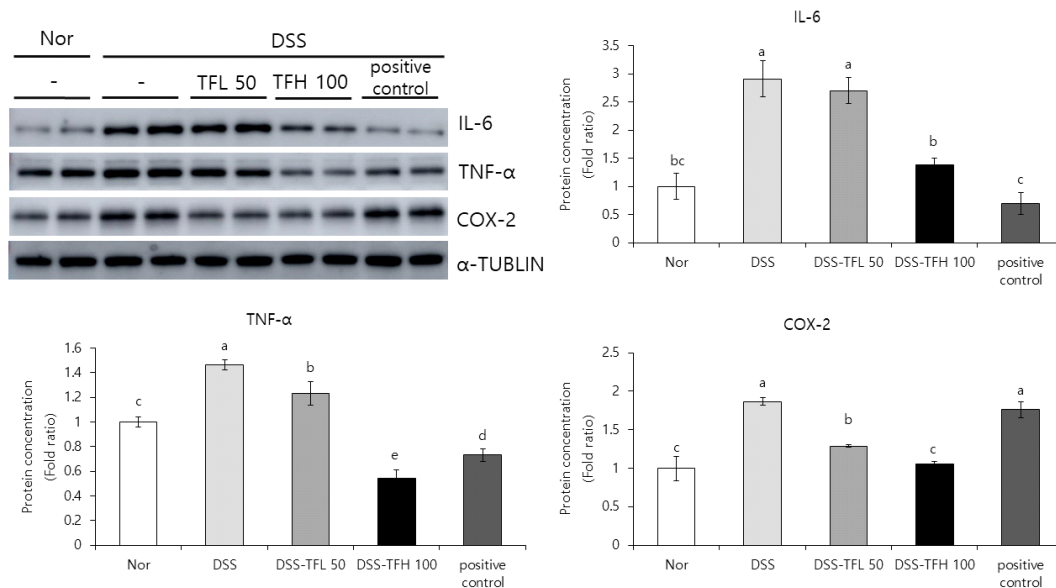 Nor DSS
- - TFL 50 TFH 100 positive control
IL-6
TNF-α
COX-2
α-TUBLIN
IL-6
Protein concentration
(Fold ratio)
3.5
3
2.5
2
1.5
1
0.5
0
bc a a b c
Nor DSS DSS-TFL 50 DSS-TFH 100 positive control
TNF-α
Protein concentration
(Fold ratio)
1.6
1.4
1.2
1
0.8
0.6
0.4
0.2
0
c a b e d
Nor DSS DSS-TFL 50 DSS-TFH 100 positive control
COX-2
Protein concentration
(Fold ratio)
2.5
2
1.5
1
0.5
0
c a b c a
Nor DSS DSS-TFL 50 DSS-TFH 100 positive control